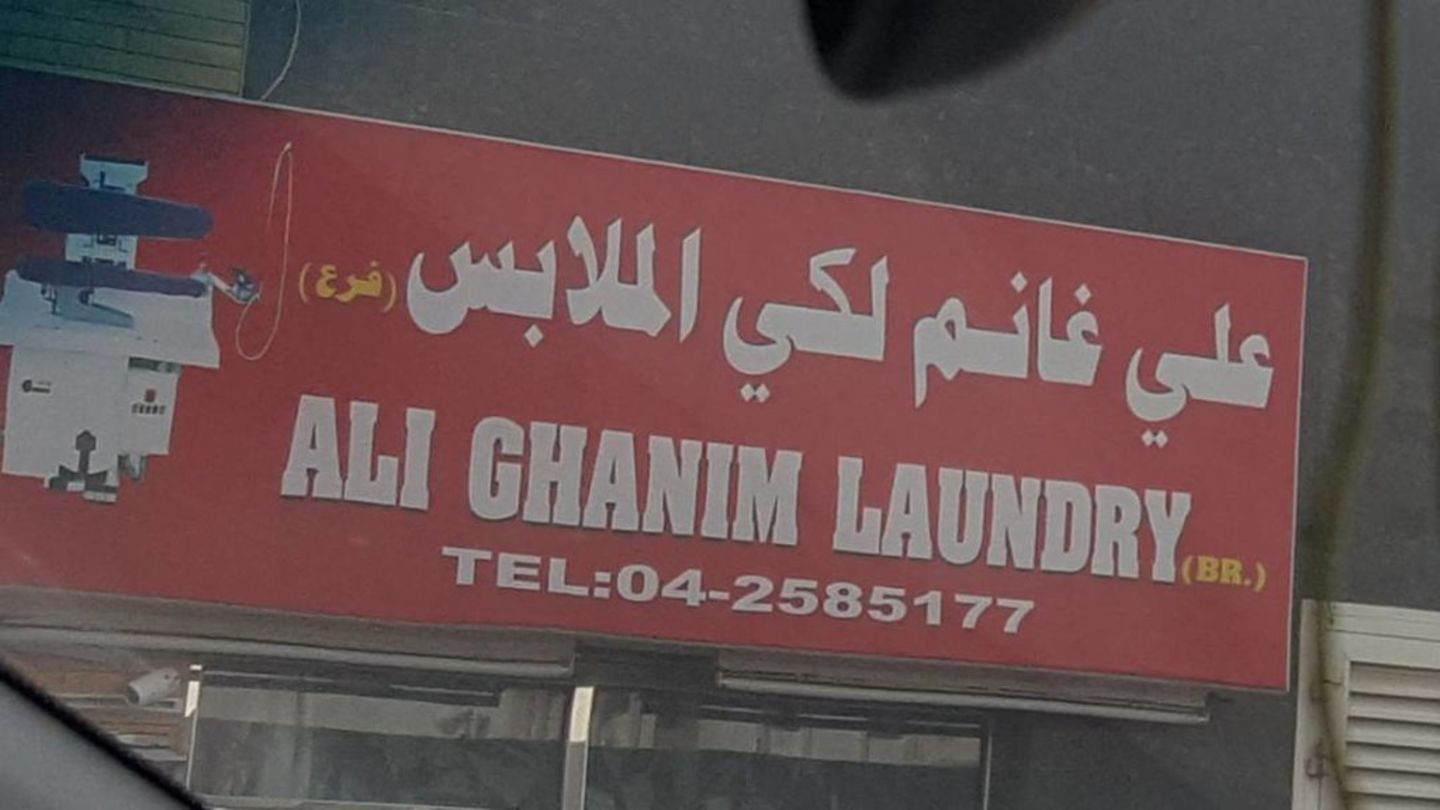 علي غانم لكي الملابس (فرع)
ALI GHANIM LAUNDRY (BR.)
TEL:04-2585177